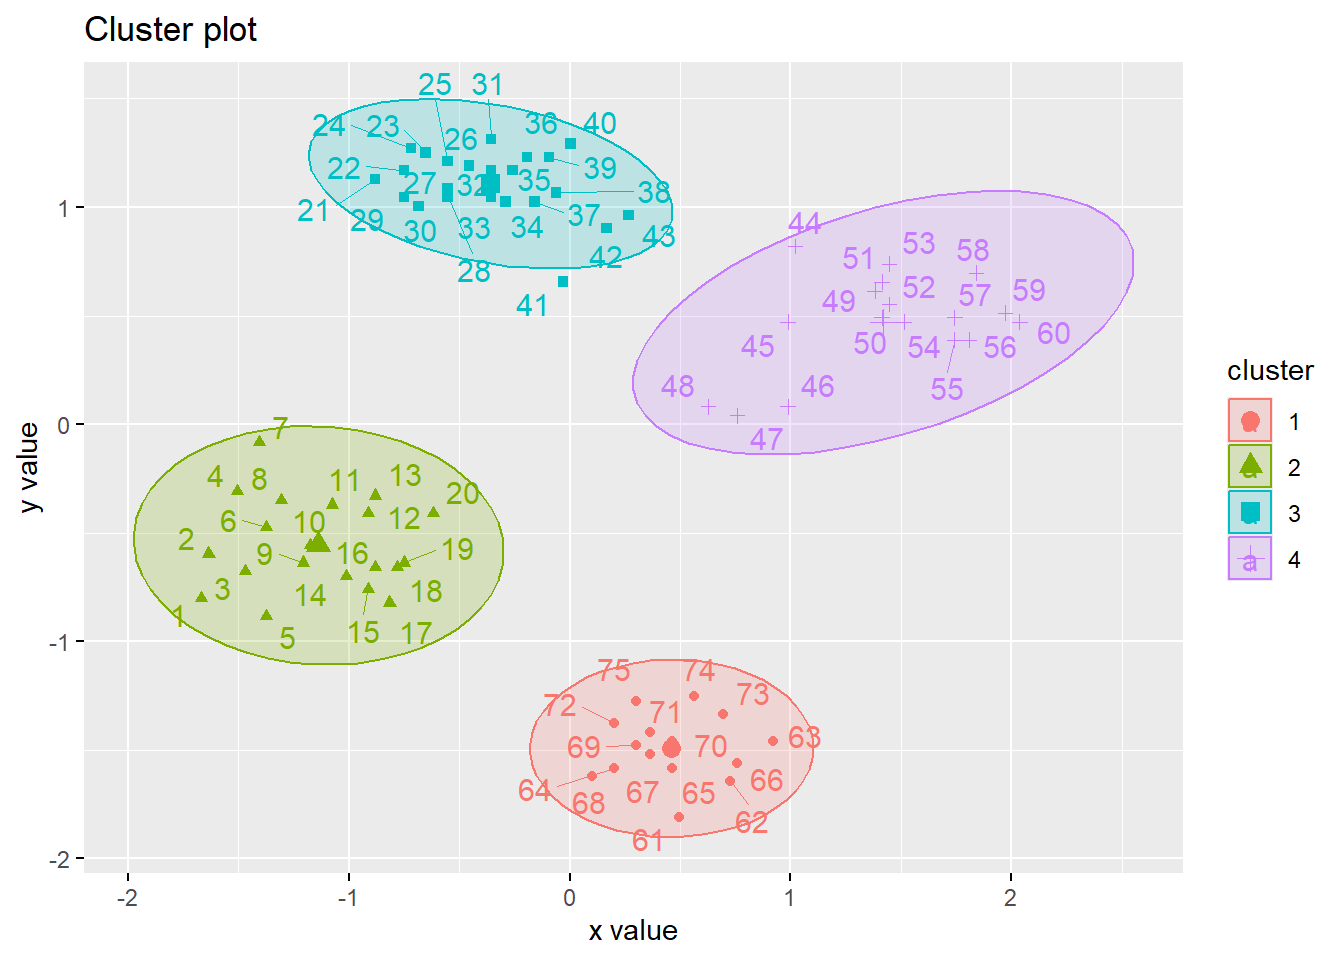 Cluster plot
25 31
24 23 26 36 40
22 27 32 35 39 38
21 29 30 33 34 37 43
28 42
41
44 53 58
51 52 57 59
49 50 54 56 60
45 55
48 46
47
7
4 8 11 13 20
6 10 12
2 9 16 19
3 14 18
1 5 15 17
75 74 73
72 71
69 70 63
64 68 67 65 66
61 62
1
0
-1
-2
-2 -1 0 1 2
x value
y value
cluster
a 1
a 2
a 3
a 4